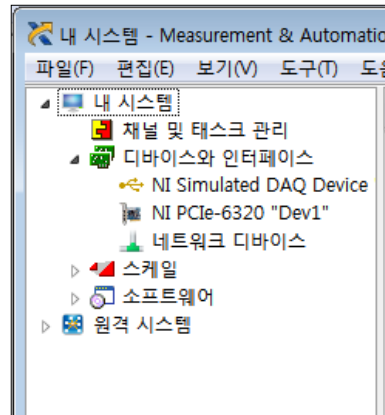 내 시스템 - Measurement & Automatic
파일(F) 편집(E) 보기(V) 도구(T)
내 시스템
채널 및 태스크 관리
디바이스와 인터페이스
NI Simulated DAQ Device
NI PCIe-6320 "Dev1"
네트워크 디바이스
스케일
소프트웨어
원격 시스템